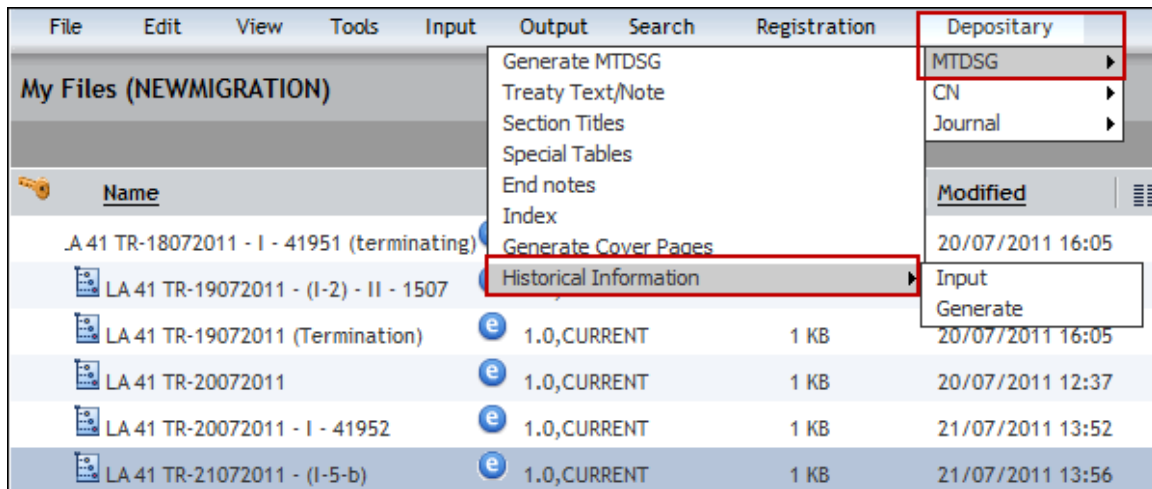 File Edit View Tools Input Output Search Registration Depositary
Generate MTDSG MTDSG
My Files (NEWMIGRATION) Treaty Text/Note CN
Section Titles Journal
Special Tables
Name End notes Modified
Index
LA 41 TR-18072011 - I - 41951 (terminating) Generate Cover Pages 20/07/2011 16:05
Historical Information Input
LA 41 TR-19072011 - (I-2) - II - 1507
Generate
LA 41 TR-19072011 (Termination) 1.0,CURRENT 1 KB 20/07/2011 16:05
LA 41 TR-20072011 1.0,CURRENT 1 KB 20/07/2011 12:37
LA 41 TR-20072011 - I - 41952 1.0,CURRENT 1 KB 21/07/2011 13:52
LA 41 TR-21072011 - (I-5-b) 1.0,CURRENT 1 KB 21/07/2011 13:56